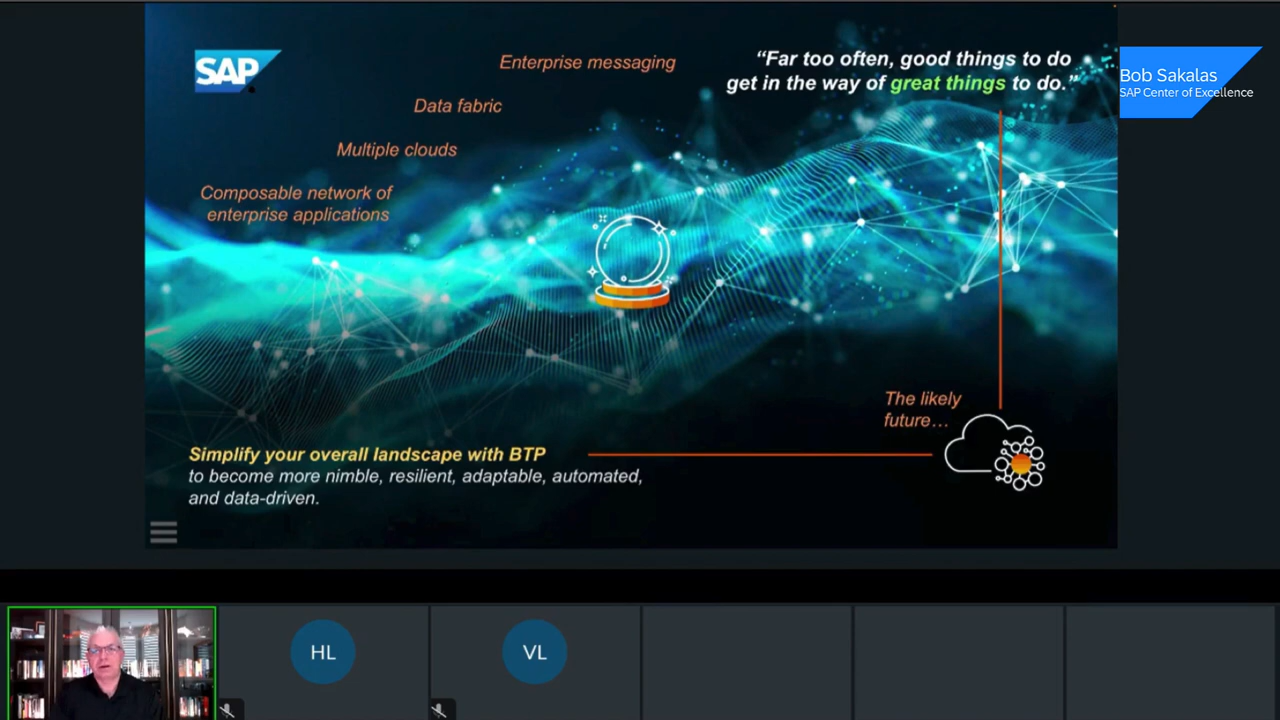 SAP
Enterprise messaging
Data fabric
Multiple clouds
Composable network of
enterprise applications
“Far too often, good things to do
get in the way of great things to do.”
Bob Sakalas
SAP Center of Excellence
The likely
future…
Simplify your overall landscape with BTP
to become more nimble, resilient, adaptable, automated,
and data-driven.
HL
VL